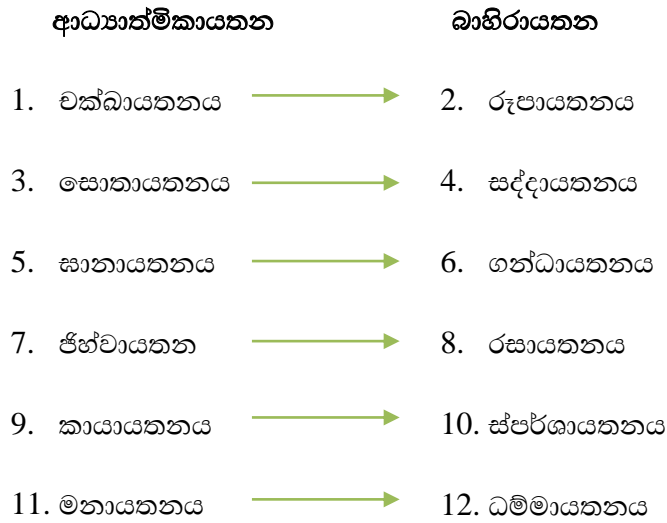 ආධ්‍යාත්මිකායතන බාහිරායතන
1. චක්ඛායතනය 2. රූපායතනය
3. සොතායතනය 4. සද්දායතනය
5. ඝානායතනය 6. ගන්ධායතනය
7. ජිහ්වායතන 8. රසායතනය
9. කායායතනය 10. ස්පර්ශායතනය
11. මනායතනය 12. ධම්මායතනය